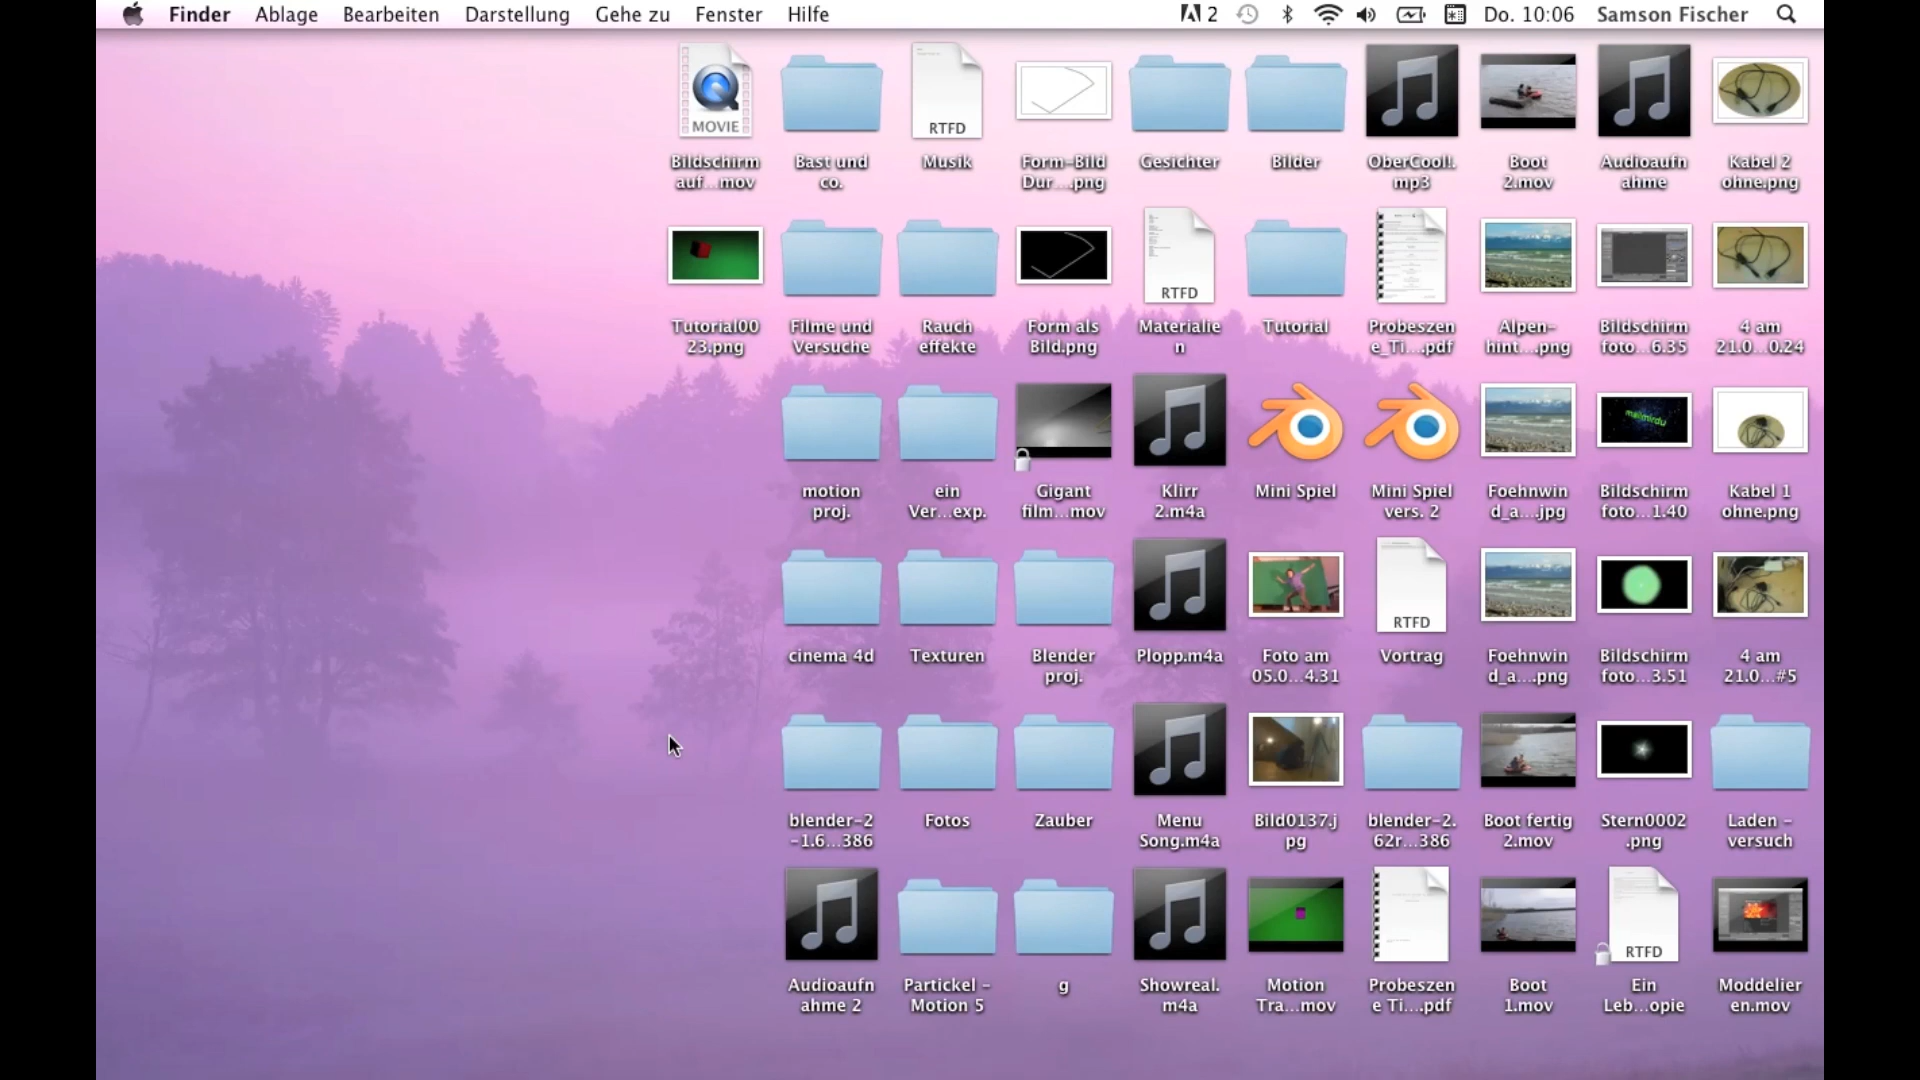 Finder Ablage Bearbeiten Darstellung Gehe zu Fenster Hilfe 2 Do. 10:06 Samson Fischer
MOVIE RTFD
Bildschirm Bast und Musik Form-Bild Gesichter Bilder OberCool!. Boot Audioaufn Kabel 2
auf...mov co. Dur....png mp3 2.mov ahme ohne.png
RTFD
Tutorial00 Filme und Rauch Form als Materialie Tutorial Probeszen Alpen- Bildschirm 4 am
23.png Versuche effekte Bild.png n e_Ti....pdf hint....png foto...6.35 21.0...0.24
motion ein Gigant Klirr Mini Spiel Mini Spiel Foehnwin Bildschirm Kabel 1
proj. Ver...exp. film...mov 2.m4a vers. 2 d_a....jpg foto...1.40 ohne.png
RTFD
cinema 4d Texturen Blender Plopp.m4a Foto am Vortrag Foehnwin Bildschirm 4 am
proj. 05.0...4.31 d_a....png foto...3.51 21.0...#5
blender-2 Fotos Zauber Menu Bild0137.j blender-2. Boot fertig Stern0002 Laden -
-1.6...386 Song.m4a pg 62r...386 2.mov .png versuch
RTFD
Audioaufn Partickel - g Showreal. Motion Probeszen Boot Ein Moddelier
ahme 2 Motion 5 m4a Tra...mov e Ti....pdf 1.mov Leb...opie en.mov